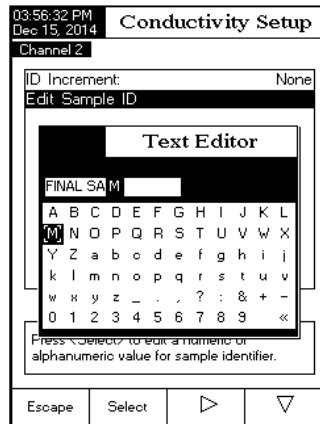 03:56:32 PM
Dec 15, 2014
Conductivity Setup
Channel 2
ID Increment: None
Edit Sample ID
Text Editor
FINAL SAM
A B C D E F G H I J K L
M N O P Q R S T U V W X
Y Z a b c d e f g h i j
k l m n o p q r s t u v
w x y z _ . , ? : & + -
0 1 2 3 4 5 6 7 8 9 «
Press <Select> to edit a numeric or
alphanumeric value for sample identifier.
Escape Select ▷ ▽